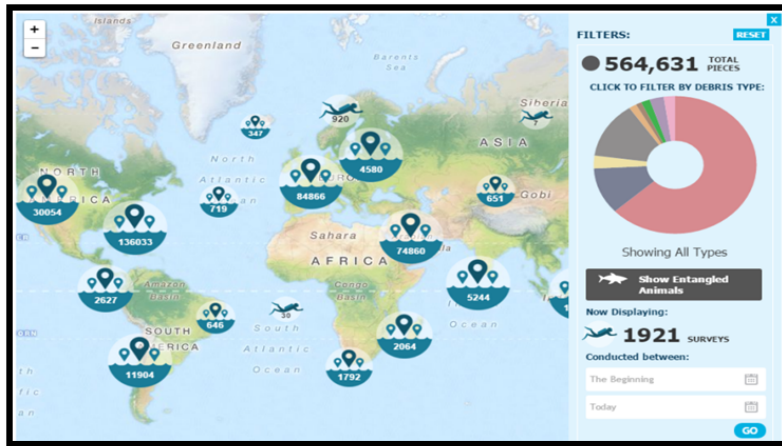 Islands
+
−
Greenland
Barents
Sea
Siberia
347
920
?
ASIA
North
Atlantic
NORTH
30054
719
84866
4580
651
Gobi
136033
Sahara
74860
AFRICA
2627
Amazon
Basin
Congo
Basin
5244
Ocean
646
30
SOUTH
South
Atlantic
Ocean
2064
11904
1792
X
FILTERS:
RESET
564,631 TOTAL PIECES
CLICK TO FILTER BY DEBRIS TYPE:
Showing All Types
Show Entangled
Animals
Now Displaying:
1921 SURVEYS
Conducted between:
The Beginning
Today
GO